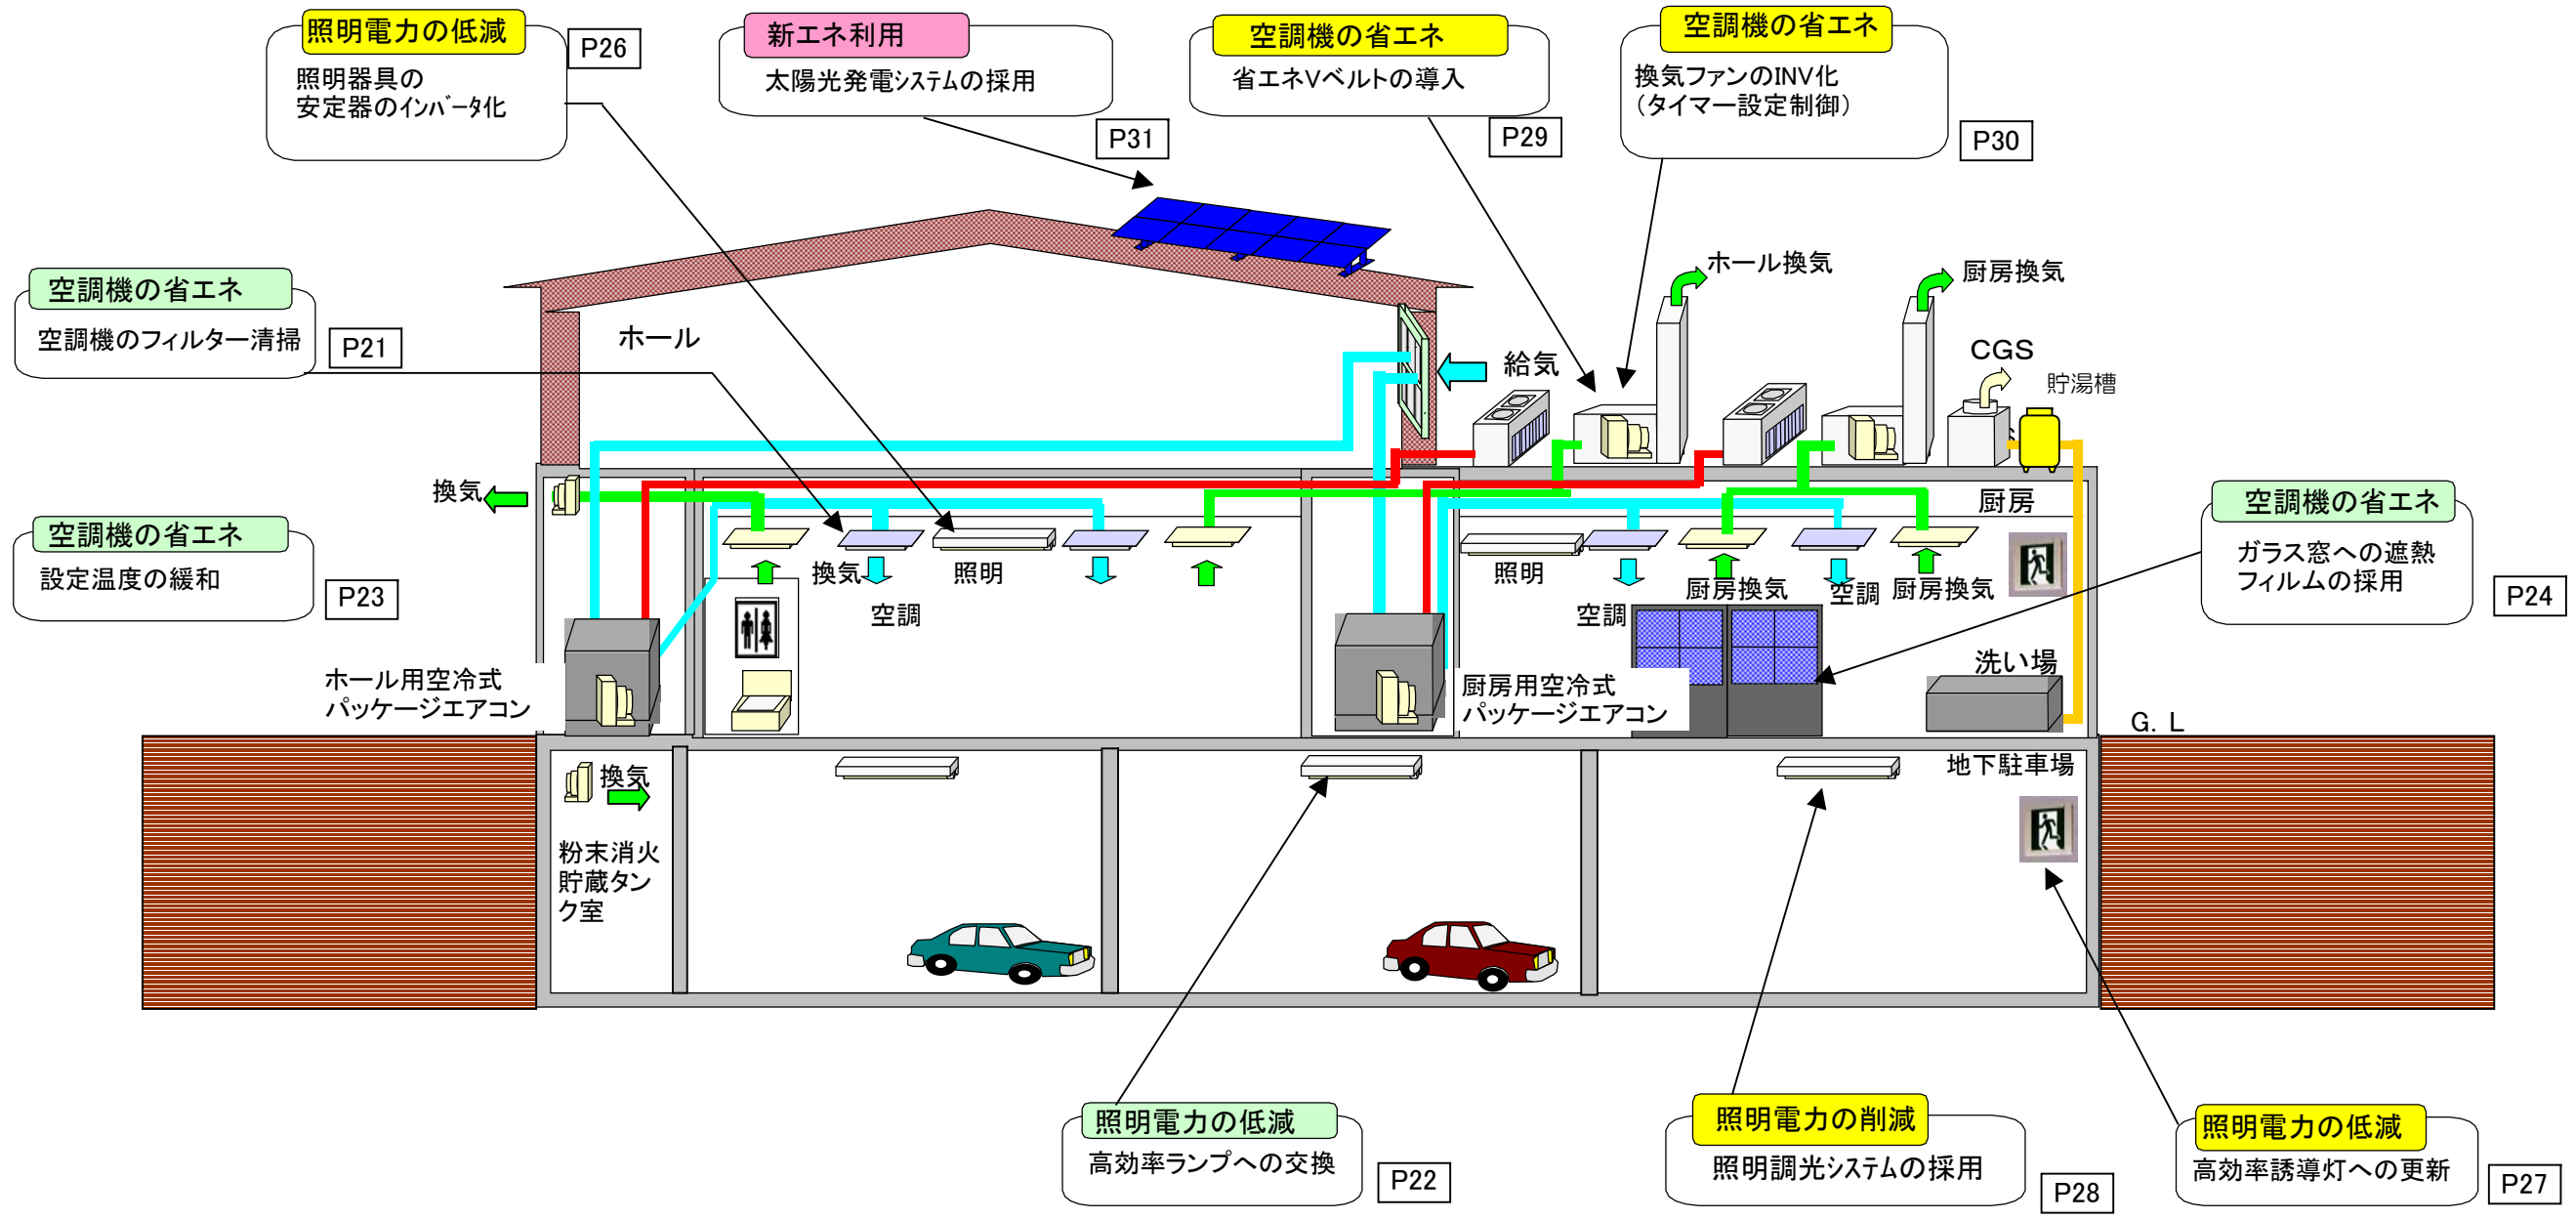 照明電力の低減
照明器具の
安定器のインバータ化
P26
新エネ利用
太陽光発電システムの採用
P31
空調機の省エネ
省エネVベルトの導入
P29
空調機の省エネ
換気ファンのINV化
(タイマー設定制御)
P30
空調機の省エネ
空調機のフィルター清掃
P21
ホール
給気
ホール換気
厨房換気
CGS
貯湯槽
換気
空調機の省エネ
設定温度の緩和
P23
換気
空調
照明
照明
空調
厨房換気
空調
厨房換気
厨房
空調機の省エネ
ガラス窓への遮熱
フィルムの採用
P24
ホール用空冷式
パッケージエアコン
厨房用空冷式
パッケージエアコン
洗い場
G. L
換気
地下駐車場
粉末消火
貯蔵タン
ク室
照明電力の低減
高効率ランプへの交換
P22
照明電力の削減
照明調光システムの採用
P28
照明電力の低減
高効率誘導灯への更新
P27